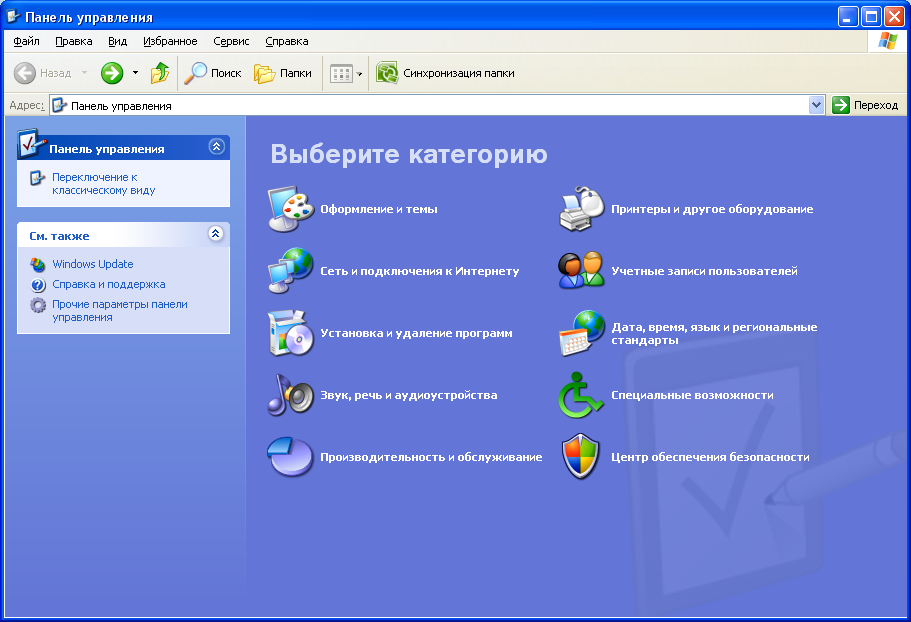 Панель управления
Файл Правка Вид Избранное Сервис Справка
Назад Поиск Папки Синхронизация папки
Адрес: Панель управления Переход
Панель управления
Переключение к
классическому виду
См. также
Windows Update
Справка и поддержка
Прочие параметры панели
управления
Выберите категорию
Оформление и темы
Принтеры и другое оборудование
Сеть и подключения к Интернету
Учетные записи пользователей
Установка и удаление программ
Дата, время, язык и региональные
стандарты
Звук, речь и аудиоустройства
Специальные возможности
Производительность и обслуживание
Центр обеспечения безопасности